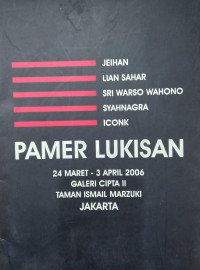 JEIHAN
LIAN SAHAR
SRI WARSO WAHONO
SYAHNAGRA
ICONK
PAMER LUKISAN
24 MARET - 3 APRIL 2006
GALERI CIPTA II
TAMAN ISMAIL MARZUKI
JAKARTA